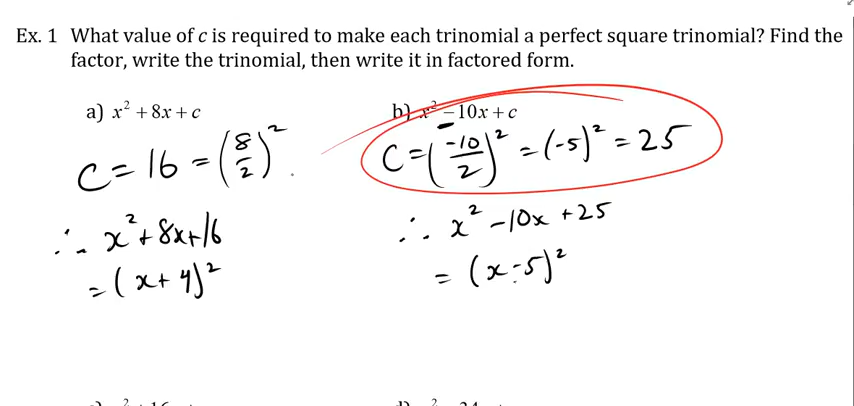 Ex. 1 What value of c is required to make each trinomial a perfect square trinomial? Find the
factor, write the trinomial, then write it in factored form.
a) x² + 8x + c
b) x² − 10x + c
C = 16 = (8/2)²
C = (-10/2)² = (-5)² = 25
∴ x² + 8x + 16
= (x + 4)²
∴ x² - 10x + 25
= (x - 5)²